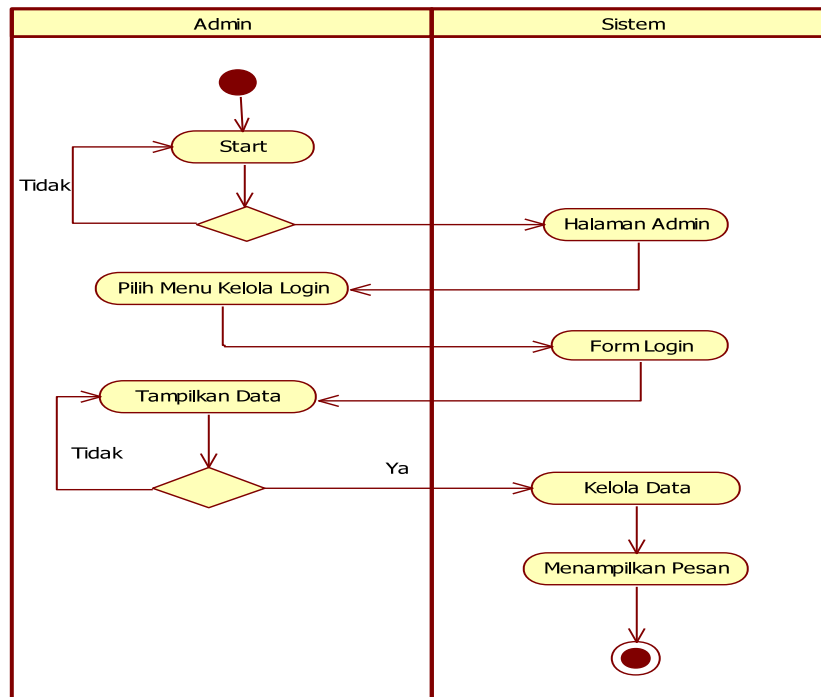 Admin
Sistem
Start
Tidak
Halaman Admin
Pilih Menu Kelola Login
Form Login
Tampilkan Data
Tidak
Ya
Kelola Data
Menampilkan Pesan